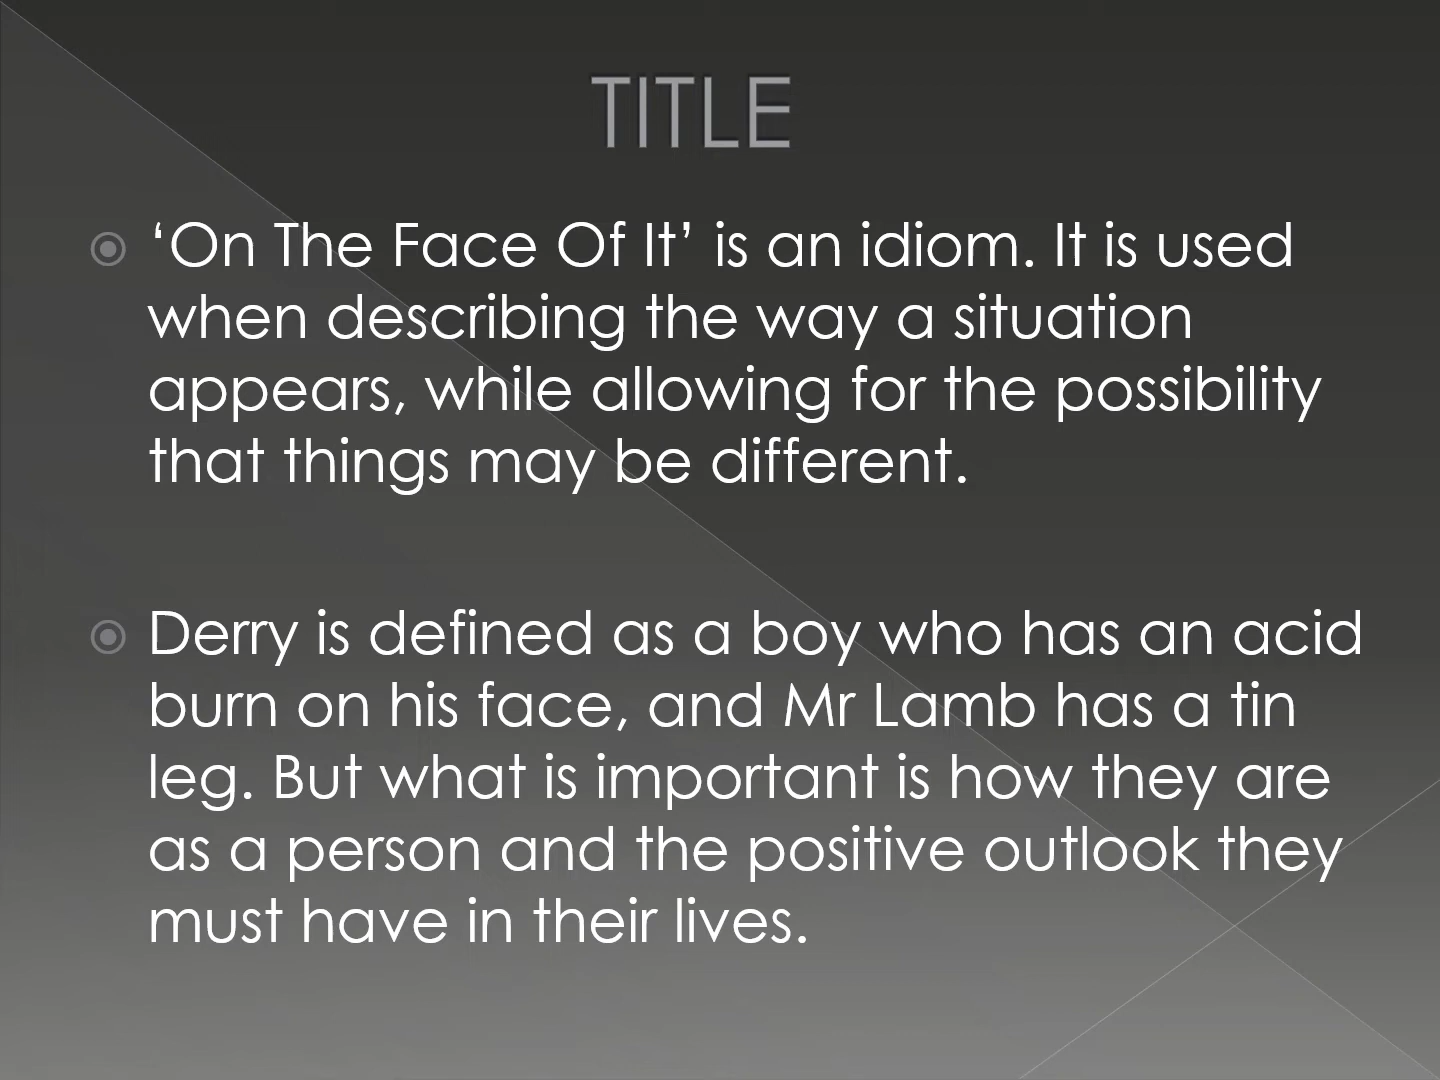 TITLE
‘On The Face Of It’ is an idiom. It is used
when describing the way a situation
appears, while allowing for the possibility
that things may be different.
Derry is defined as a boy who has an acid
burn on his face, and Mr Lamb has a tin
leg. But what is important is how they are
as a person and the positive outlook they
must have in their lives.